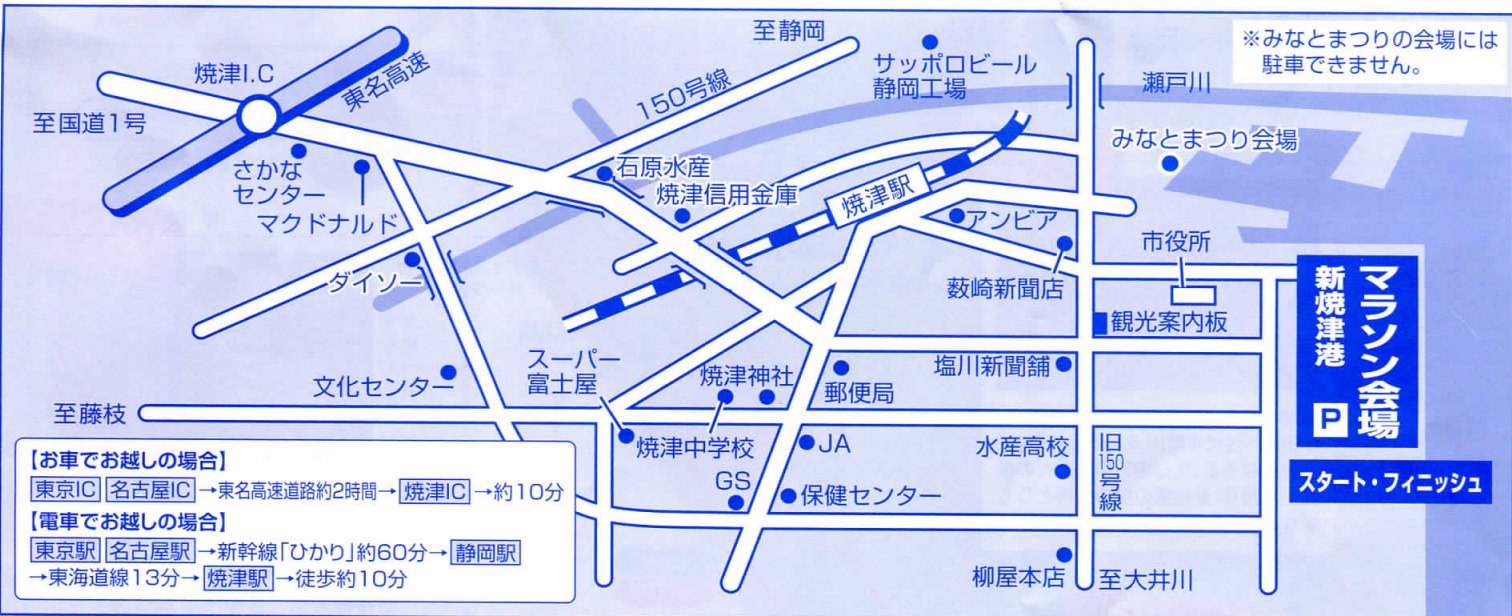 至静岡
※みなとまつりの会場には
駐車できません。
焼津I.C
東名高速
150号線
サッポロビール
静岡工場
瀬戸川
至国道1号
みなとまつり会場
さかな
センター
マクドナルド
石原水産
焼津信用金庫
焼津駅
アンビア
市役所
ダイソー
薮崎新聞店
マラソン会場
新焼津港
P
観光案内板
スーパー
富士屋
文化センター
焼津神社
郵便局
塩川新聞舗
至藤枝
焼津中学校
JA
水産高校
旧150号線
スタート・フィニッシュ
GS
保健センター
柳屋本店
至大井川
【お車でお越しの場合】
東京IC 名古屋IC →東名高速道路約2時間→ 焼津IC →約10分
【電車でお越しの場合】
東京駅 名古屋駅 →新幹線「ひかり」約60分→ 静岡駅
→東海道線13分→ 焼津駅 →徒歩約10分